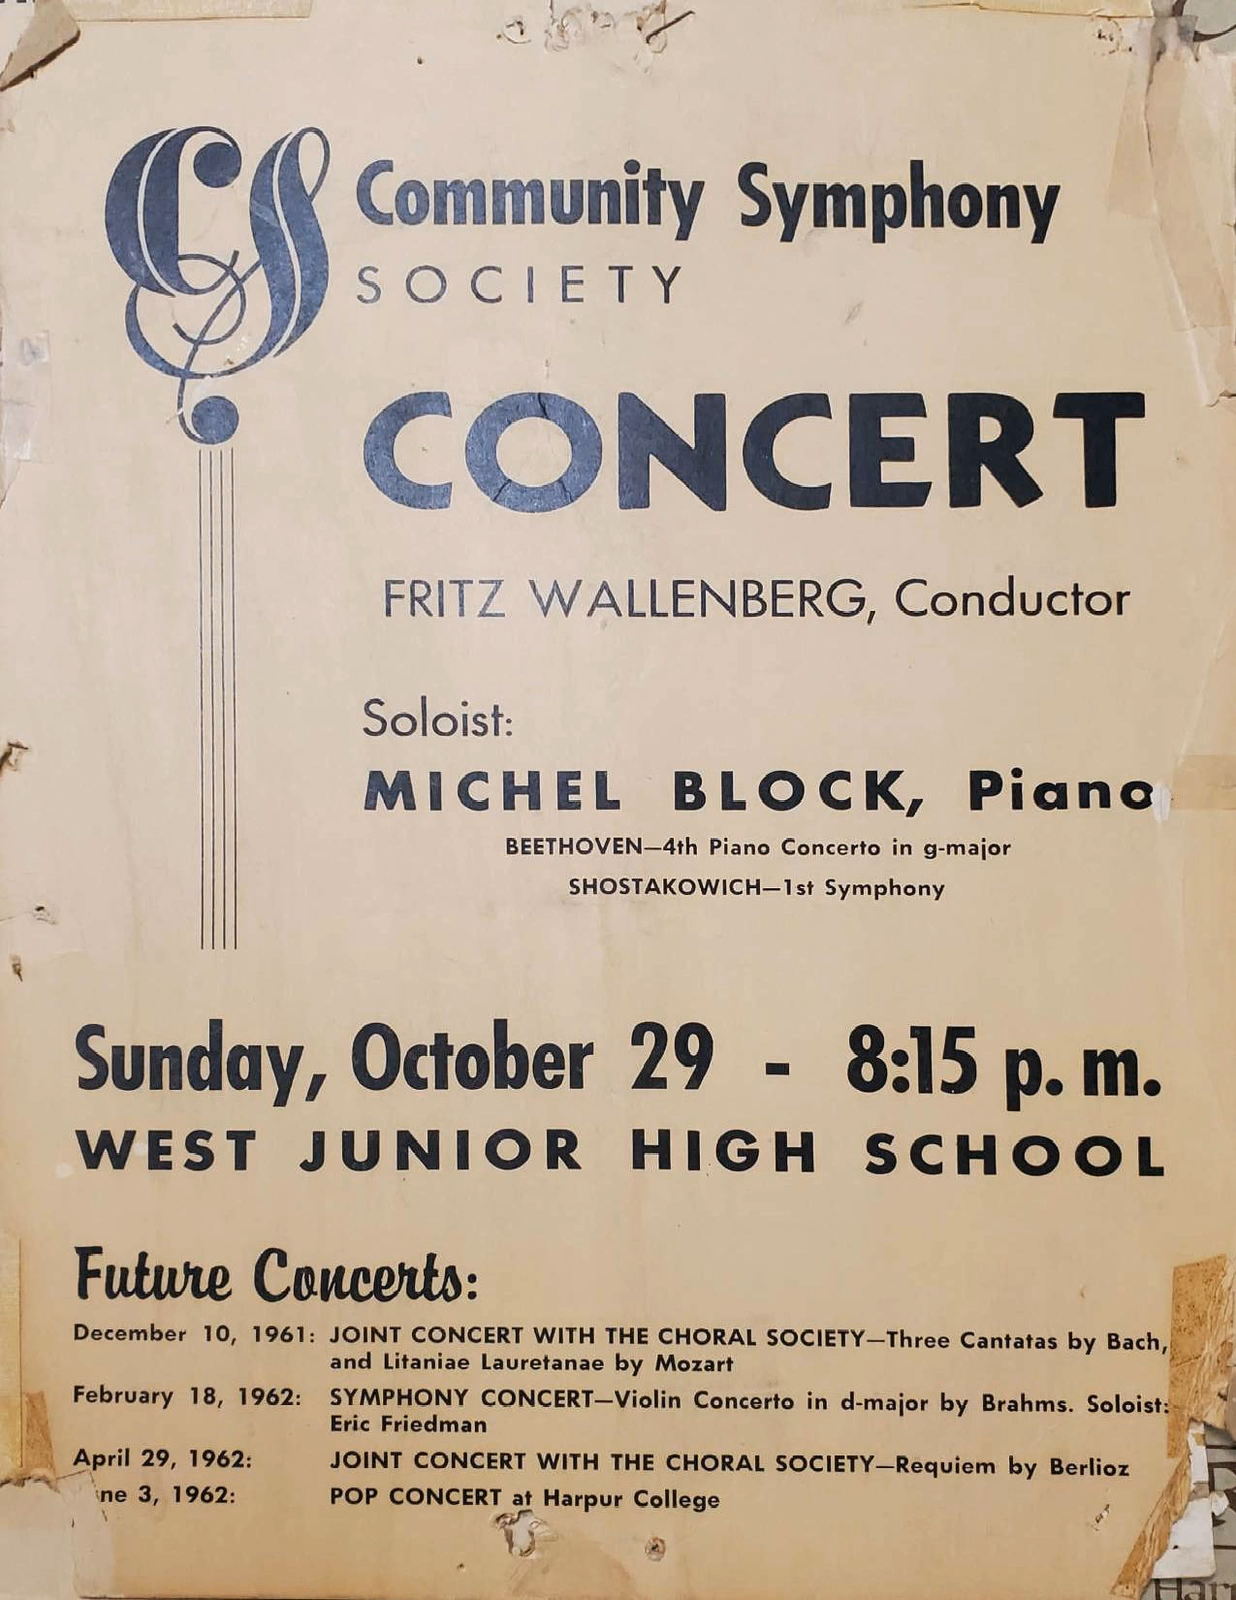 CS Community Symphony
SOCIETY
CONCERT
FRITZ WALLENBERG, Conductor
Soloist:
MICHEL BLOCK, Piano
BEETHOVEN—4th Piano Concerto in g-major
SHOSTAKOWICH—1st Symphony
Sunday, October 29 - 8:15 p. m.
WEST JUNIOR HIGH SCHOOL
Future Concerts:
December 10, 1961: JOINT CONCERT WITH THE CHORAL SOCIETY—Three Cantatas by Bach,
and Litaniae Lauretanae by Mozart
February 18, 1962: SYMPHONY CONCERT—Violin Concerto in d-major by Brahms. Soloist:
Eric Friedman
April 29, 1962: JOINT CONCERT WITH THE CHORAL SOCIETY—Requiem by Berlioz
ne 3, 1962: POP CONCERT at Harpur College